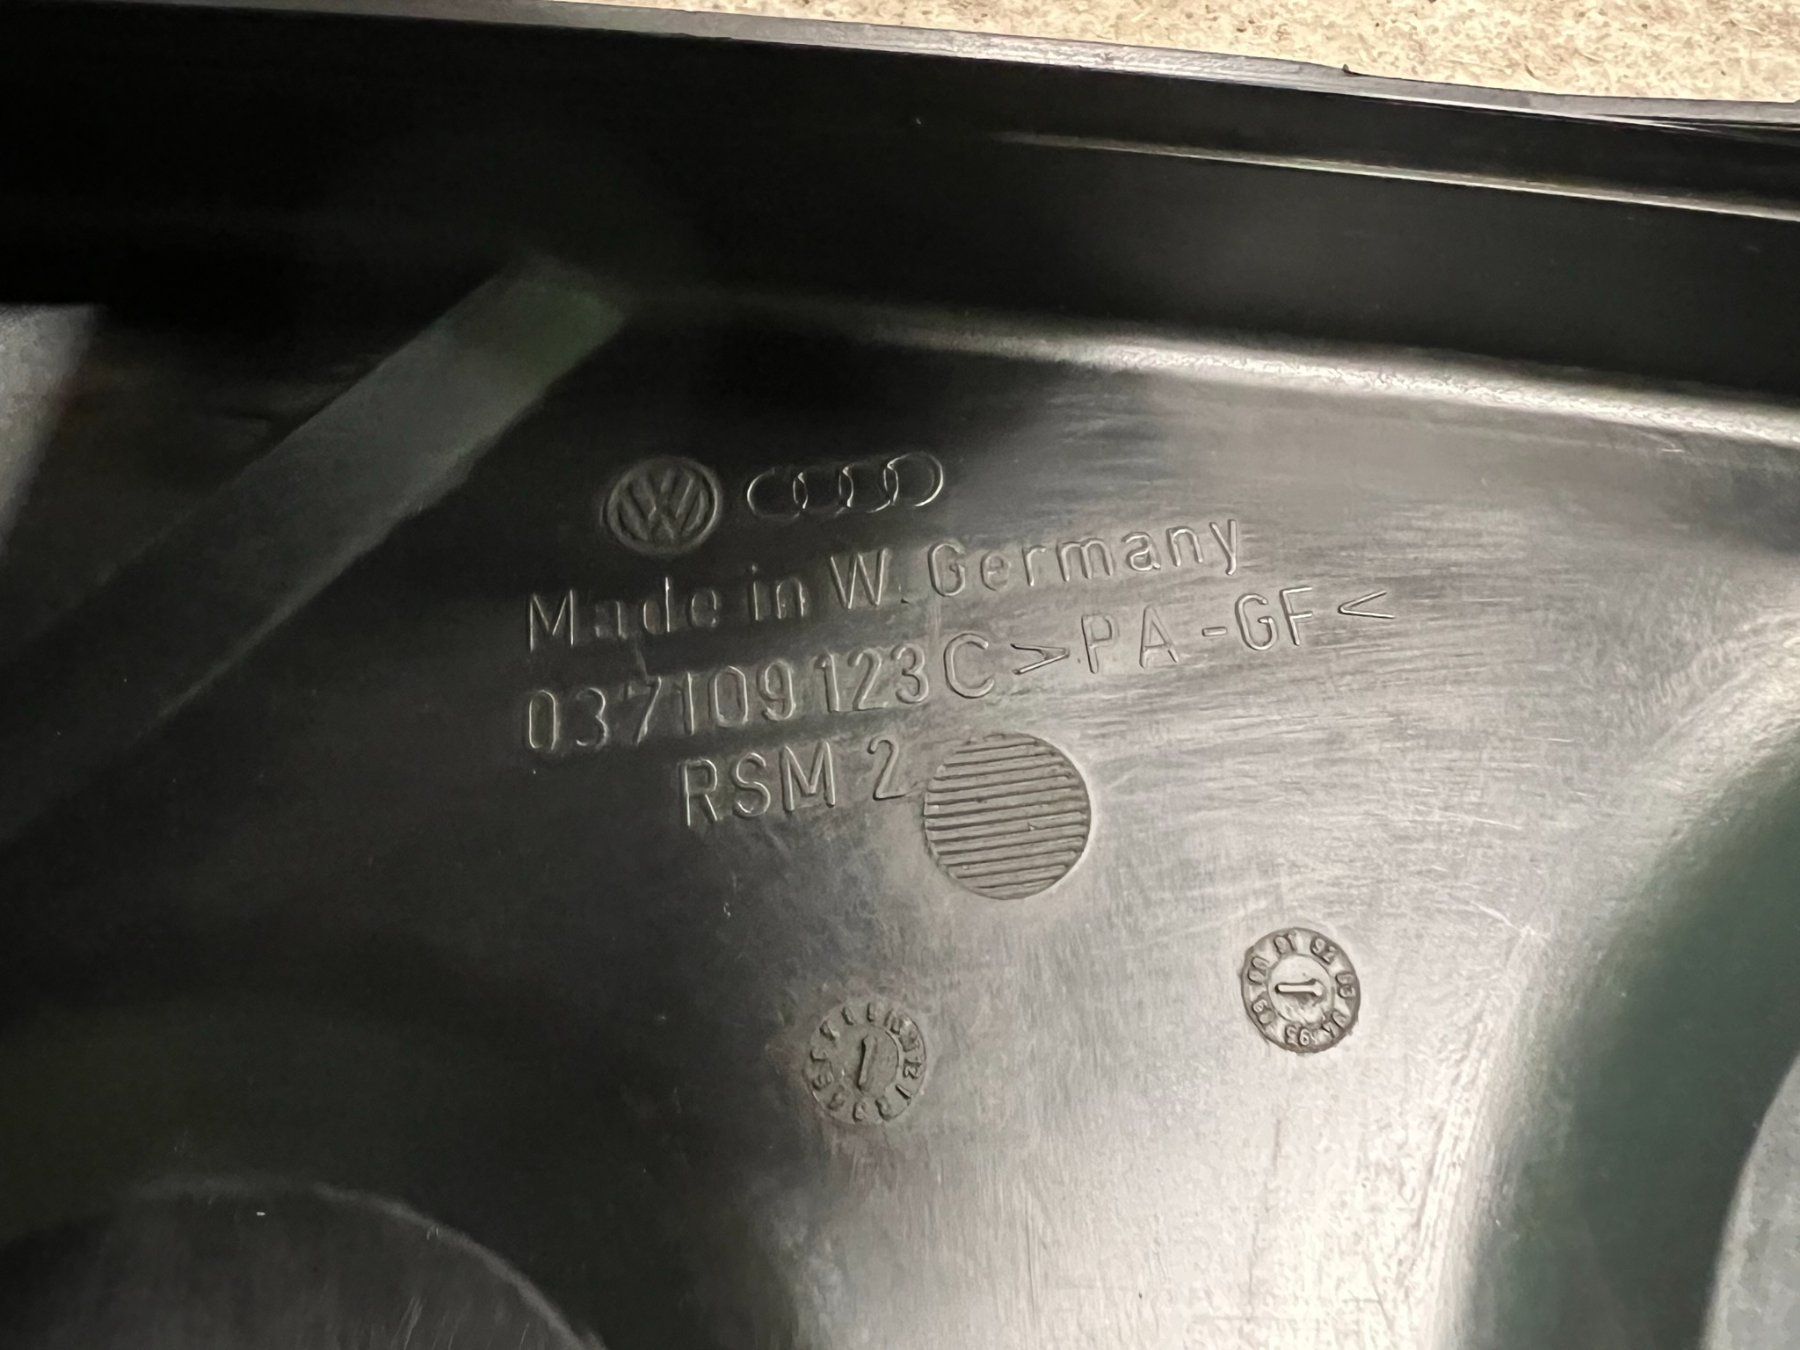 Made in W. Germany
037109123C >PA-GF<
RSM 2